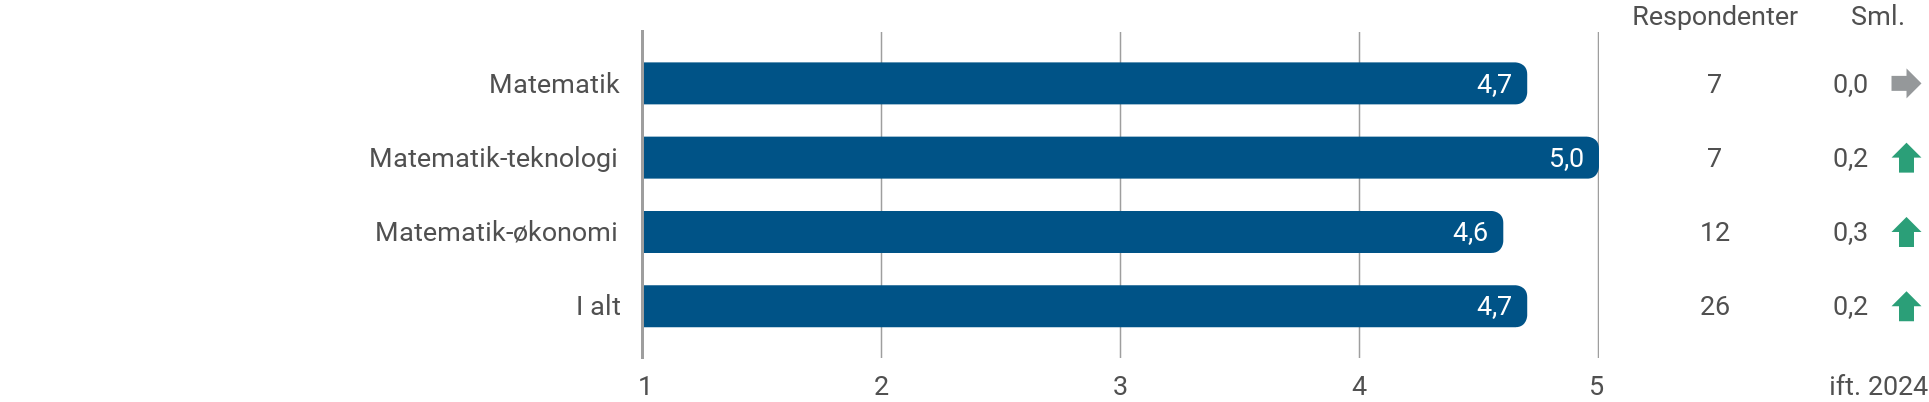 Respondenter Sml.
Matematik 4,7 7 0,0
Matematik-teknologi 5,0 7 0,2
Matematik-økonomi 4,6 12 0,3
I alt 4,7 26 0,2
1 2 3 4 5 ift. 2024